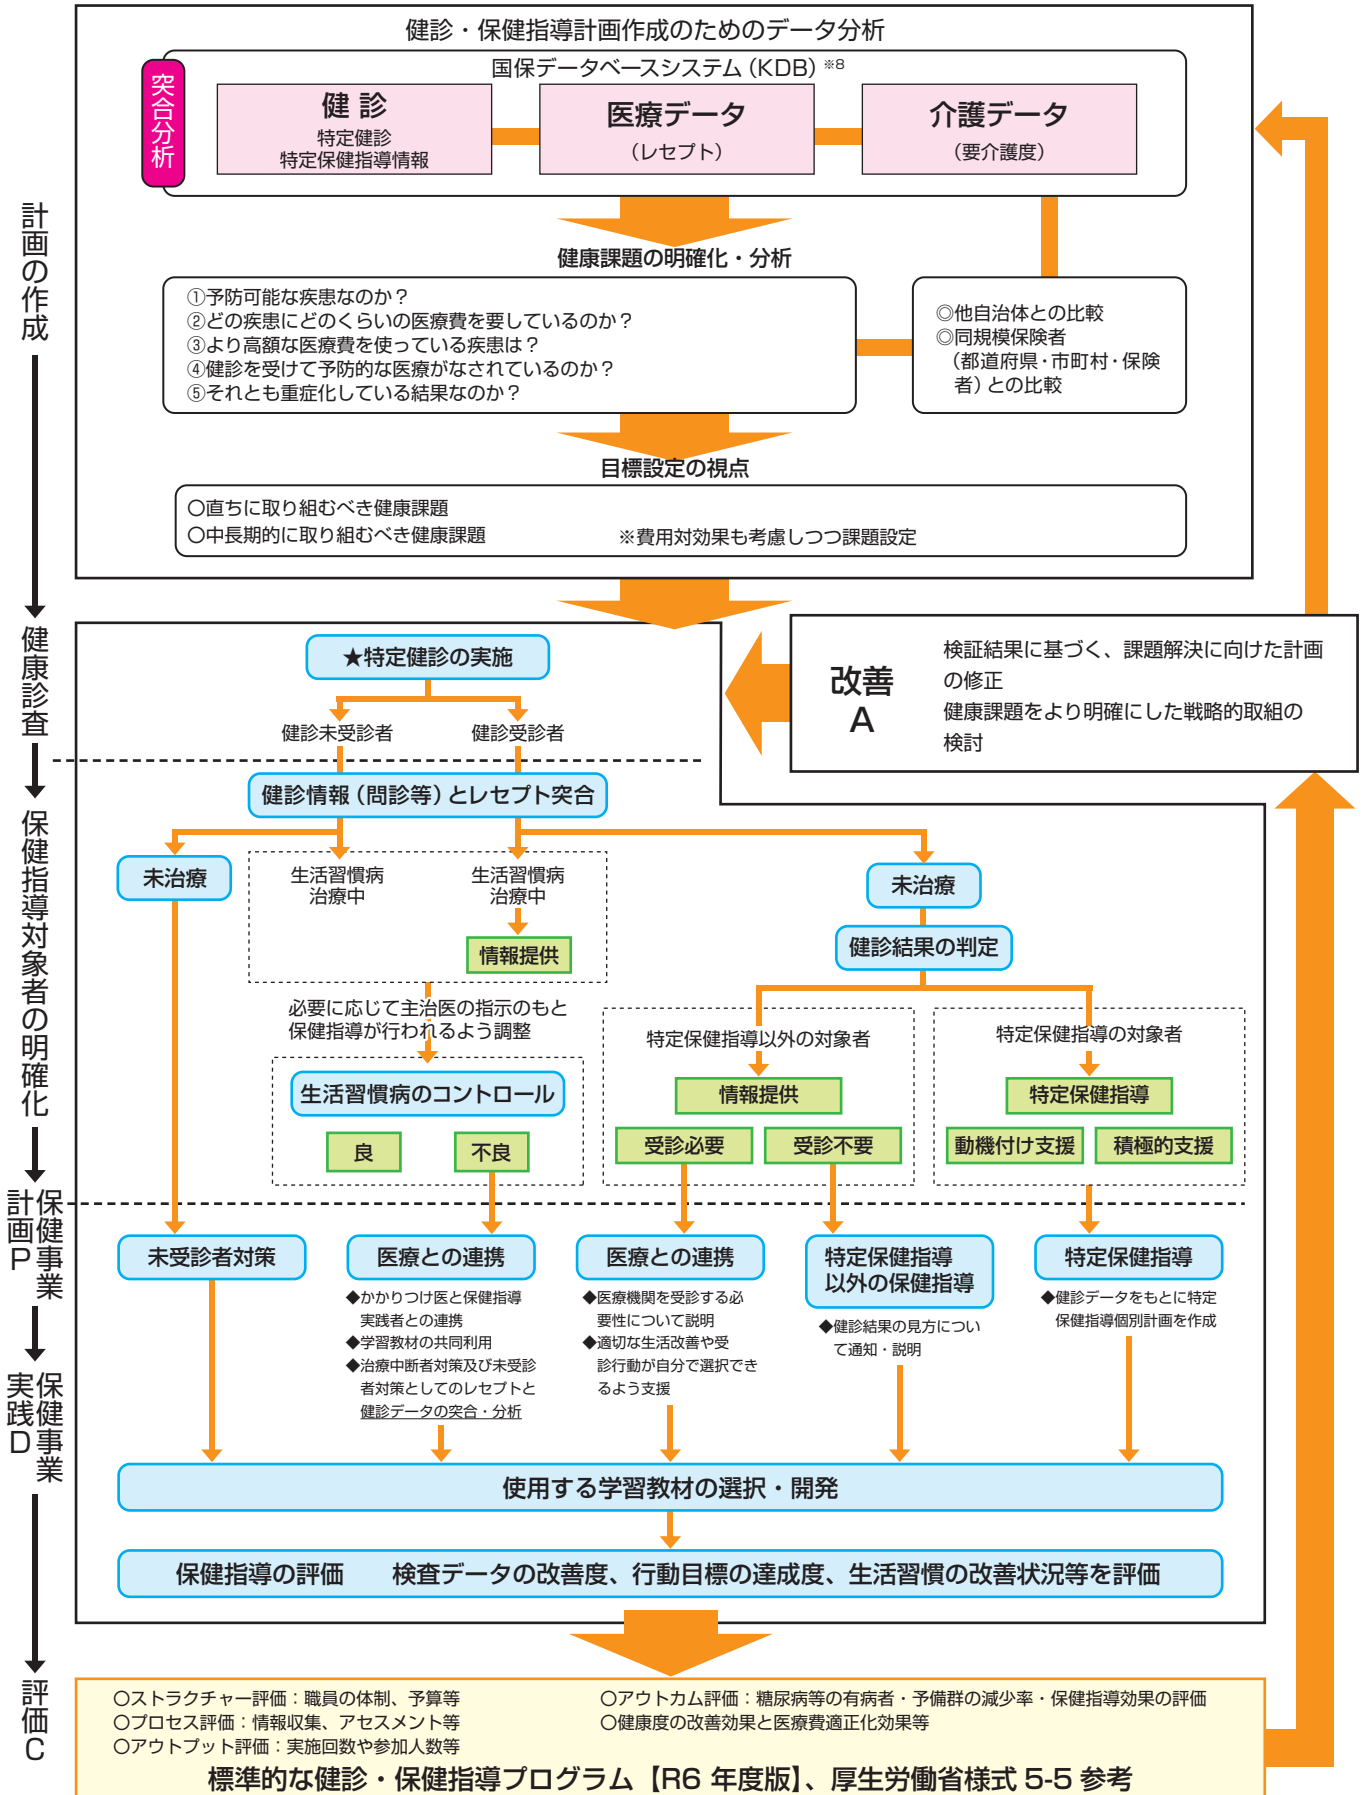 健診・保健指導計画作成のためのデータ分析
国保データベースシステム（KDB）※8
突合分析
健 診
特定健診
特定保健指導情報
医療データ
（レセプト）
介護データ
（要介護度）
計画の作成
健康課題の明確化・分析
①予防可能な疾患なのか？
②どの疾患にどのくらいの医療費を要しているのか？
③より高額な医療費を使っている疾患は？
④健診を受けて予防的な医療がなされているのか？
⑤それとも重症化している結果なのか？
◎他自治体との比較
◎同規模保険者
（都道府県・市町村・保険
者）との比較
目標設定の視点
○直ちに取り組むべき健康課題
○中長期的に取り組むべき健康課題
※費用対効果も考慮しつつ課題設定
健康診査
★特定健診の実施
健診未受診者
健診受診者
改善
A
検証結果に基づく、課題解決に向けた計画
の修正
健康課題をより明確にした戦略的取組の
検討
保健指導対象者の明確化
健診情報（問診等）とレセプト突合
未治療
生活習慣病
治療中
生活習慣病
治療中
情報提供
未治療
健診結果の判定
必要に応じて主治医の指示のもと
保健指導が行われるよう調整
生活習慣病のコントロール
良
不良
特定保健指導以外の対象者
情報提供
受診必要
受診不要
特定保健指導の対象者
特定保健指導
動機付け支援
積極的支援
保健事業
計画P
未受診者対策
医療との連携
◆かかりつけ医と保健指導
実践者との連携
◆学習教材の共同利用
◆治療中断者対策及び未受診
者対策としてのレセプトと
健診データの突合・分析
医療との連携
◆医療機関を受診する必
要性について説明
◆適切な生活改善や受
診行動が自分で選択でき
るよう支援
特定保健指導
以外の保健指導
◆健診結果の見方につい
て通知・説明
特定保健指導
◆健診データをもとに特定
保健指導個別計画を作成
保健事業
実践D
使用する学習教材の選択・開発
保健指導の評価　検査データの改善度、行動目標の達成度、生活習慣の改善状況等を評価
評価C
○ストラクチャー評価：職員の体制、予算等
○プロセス評価：情報収集、アセスメント等
○アウトプット評価：実施回数や参加人数等
○アウトカム評価：糖尿病等の有病者・予備群の減少率・保健指導効果の評価
○健康度の改善効果と医療費適正化効果等
標準的な健診・保健指導プログラム【R6 年度版】、厚生労働省様式 5-5 参考